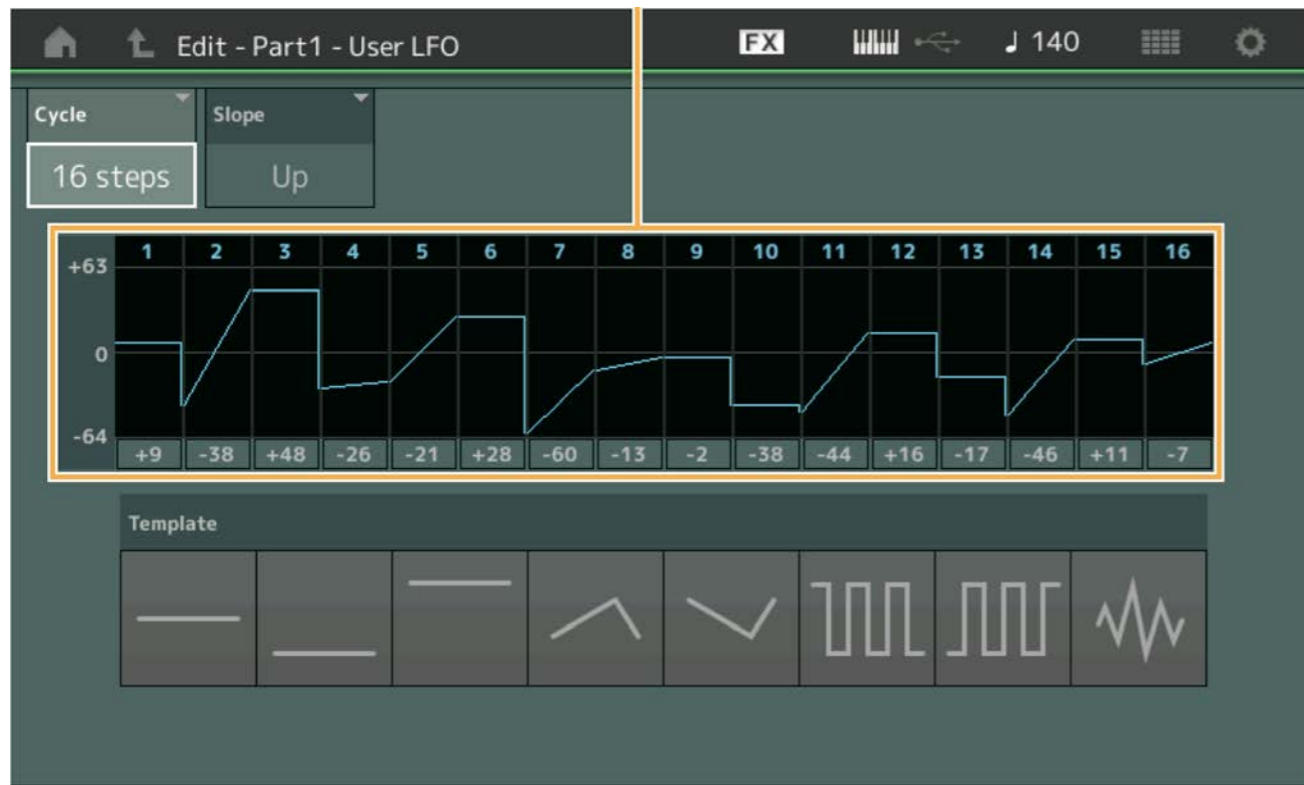 Edit - Part1 - User LFO FX 140
Cycle Slope
16 steps Up
1 2 3 4 5 6 7 8 9 10 11 12 13 14 15 16
+63
0
-64
+9 -38 +48 -26 -21 +28 -60 -13 -2 -38 -44 +16 -17 -46 +11 -7
Template